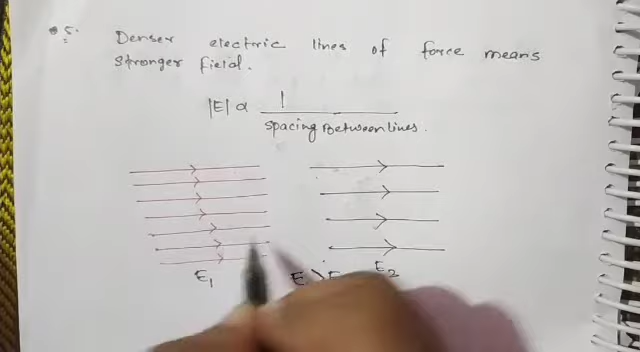 5.
Denser electric lines of force means
stronger field.
|E| ∝ 1
spacing Between lines.
E1
E > E
E2